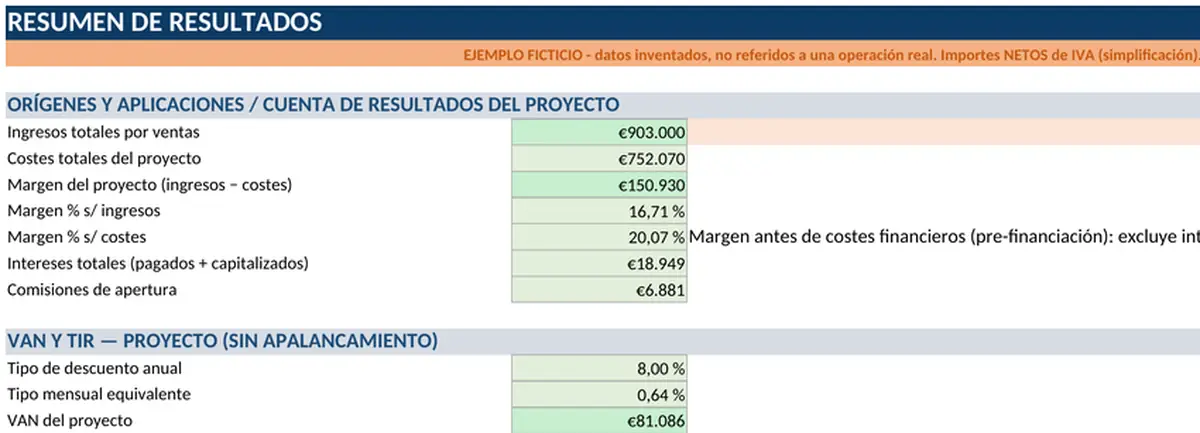 RESUMEN DE RESULTADOS
EJEMPLO FICTICIO - datos inventados, no referidos a una operación real. Importes NETOS de IVA (simplificación).
ORÍGENES Y APLICACIONES / CUENTA DE RESULTADOS DEL PROYECTO
Ingresos totales por ventas €903.000
Costes totales del proyecto €752.070
Margen del proyecto (ingresos − costes) €150.930
Margen % s/ ingresos 16,71 %
Margen % s/ costes 20,07 % Margen antes de costes financieros (pre-financiación): excluye
Intereses totales (pagados + capitalizados) €18.949
Comisiones de apertura €6.881
VAN Y TIR — PROYECTO (SIN APALANCAMIENTO)
Tipo de descuento anual 8,00 %
Tipo mensual equivalente 0,64 %
VAN del proyecto €81.086